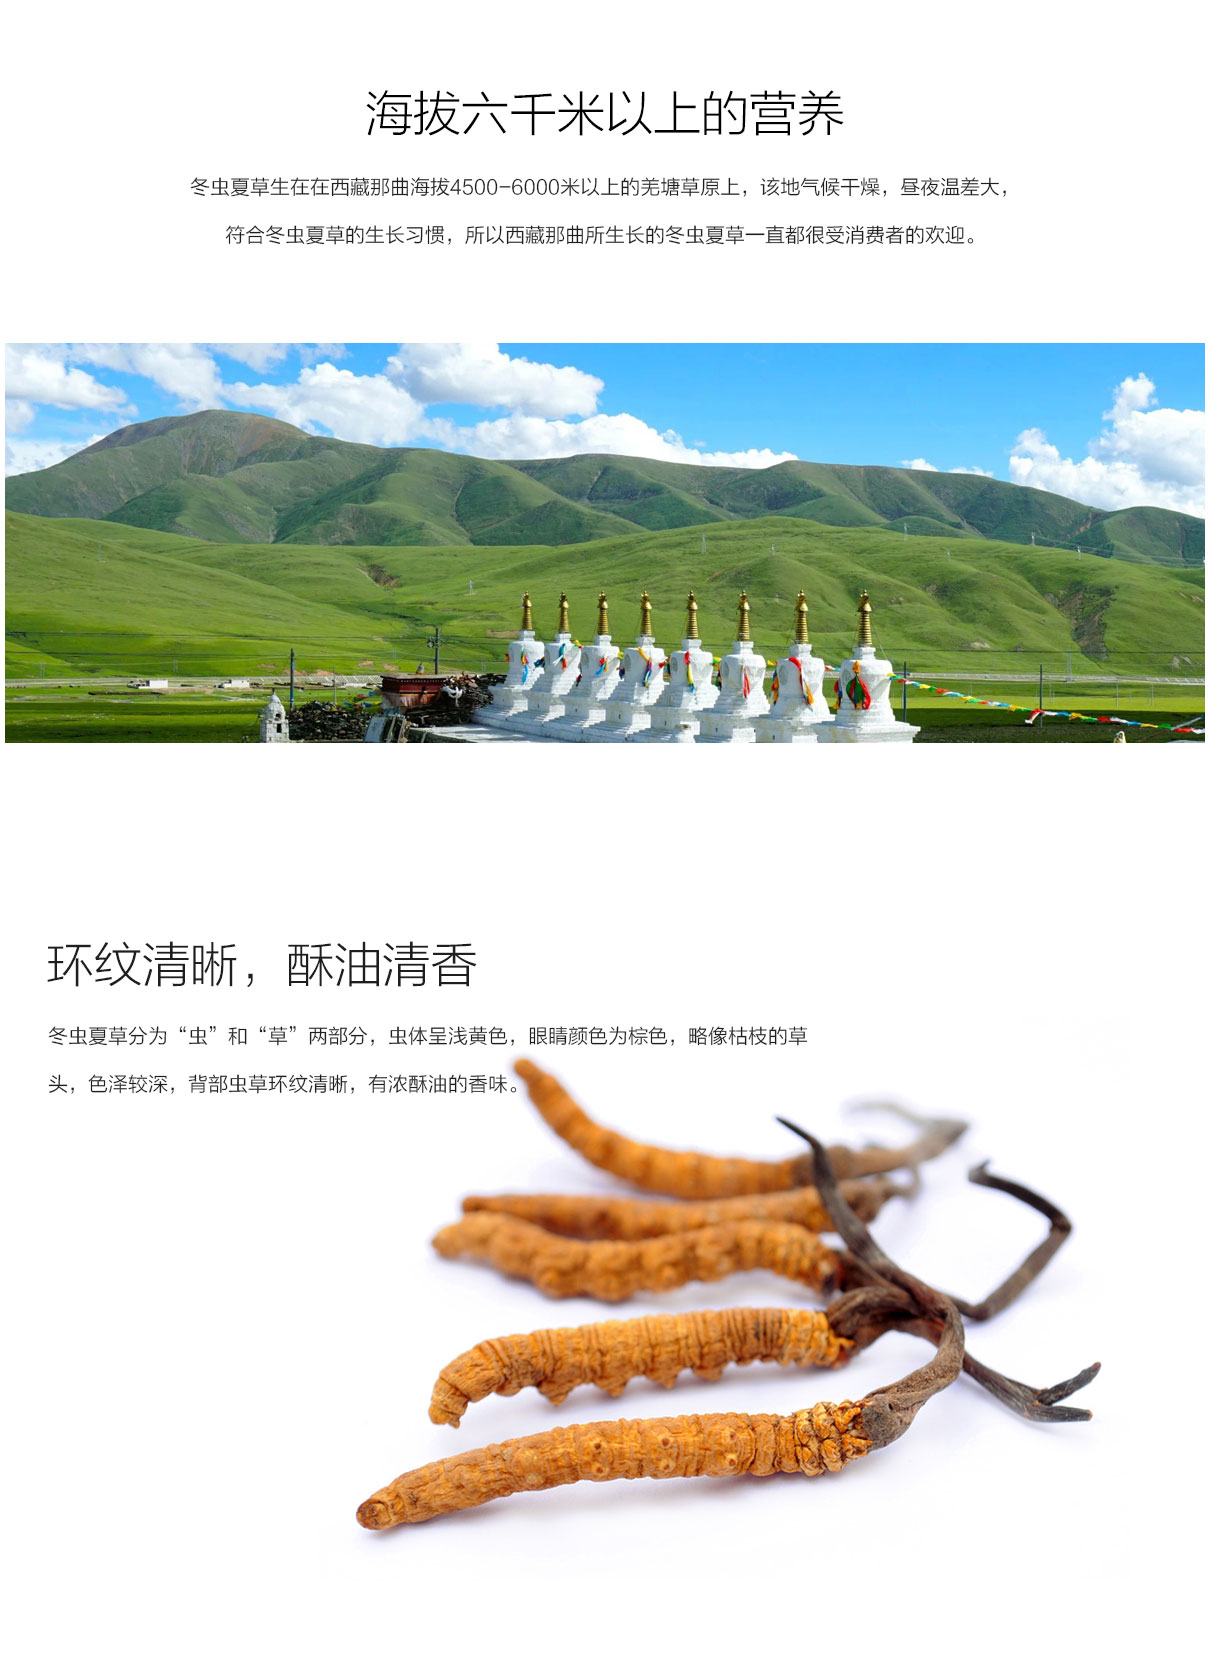 海拔六千米以上的营养
冬虫夏草生在在西藏那曲海拔4500-6000米以上的羌塘草原上，该地气候干燥，昼夜温差大，
符合冬虫夏草的生长习惯，所以西藏那曲所生长的冬虫夏草一直都很受消费者的欢迎。
环纹清晰，酥油清香
冬虫夏草分为“虫”和“草”两部分，虫体呈浅黄色，眼睛颜色为棕色，略像枯枝的草
头，色泽较深，背部虫草环纹清晰，有浓酥油的香味。